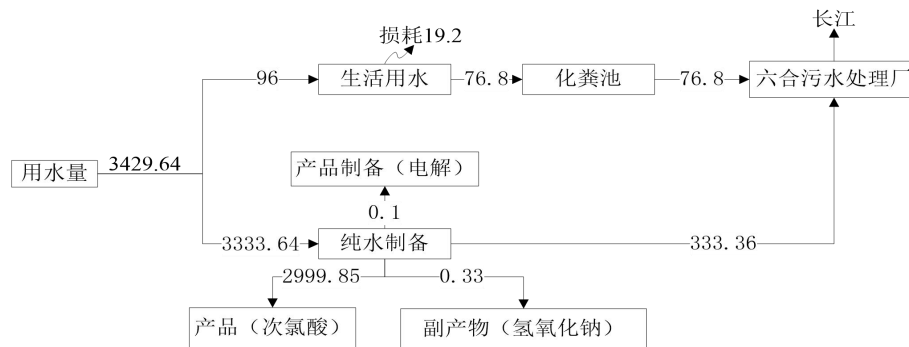 长江
损耗19.2
96
生活用水
76.8
化粪池
76.8
六合污水处理厂
用水量
3429.64
产品制备（电解）
0.1
3333.64
纯水制备
333.36
2999.85
0.33
产品（次氯酸）
副产物（氢氧化钠）